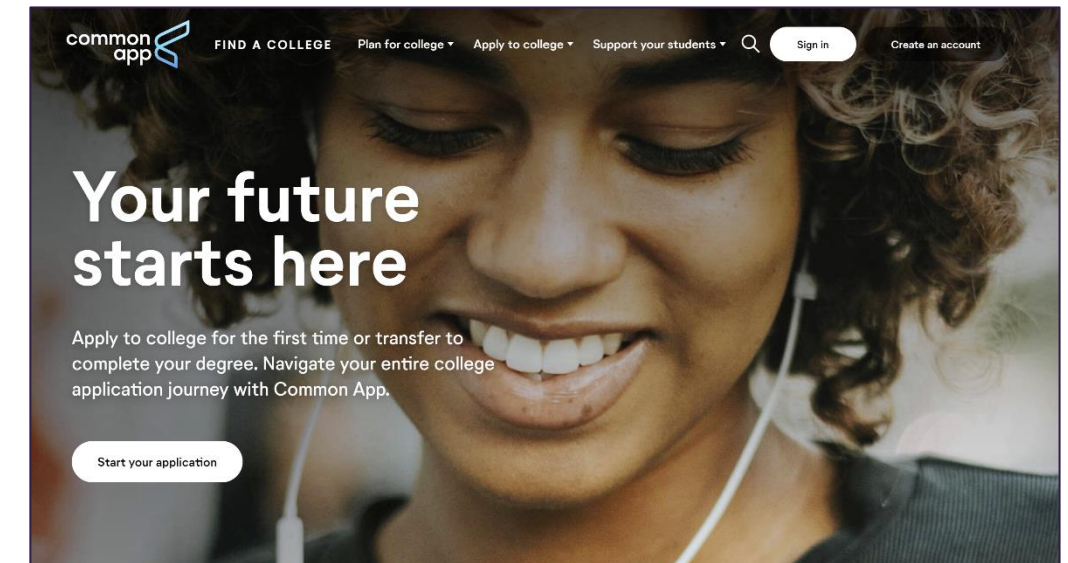 common
app
FIND A COLLEGE
Plan for college
Apply to college
Support your students
Sign in
Create an account
Your future
starts here
Apply to college for the first time or transfer to
complete your degree. Navigate your entire college
application journey with Common App.
Start your application